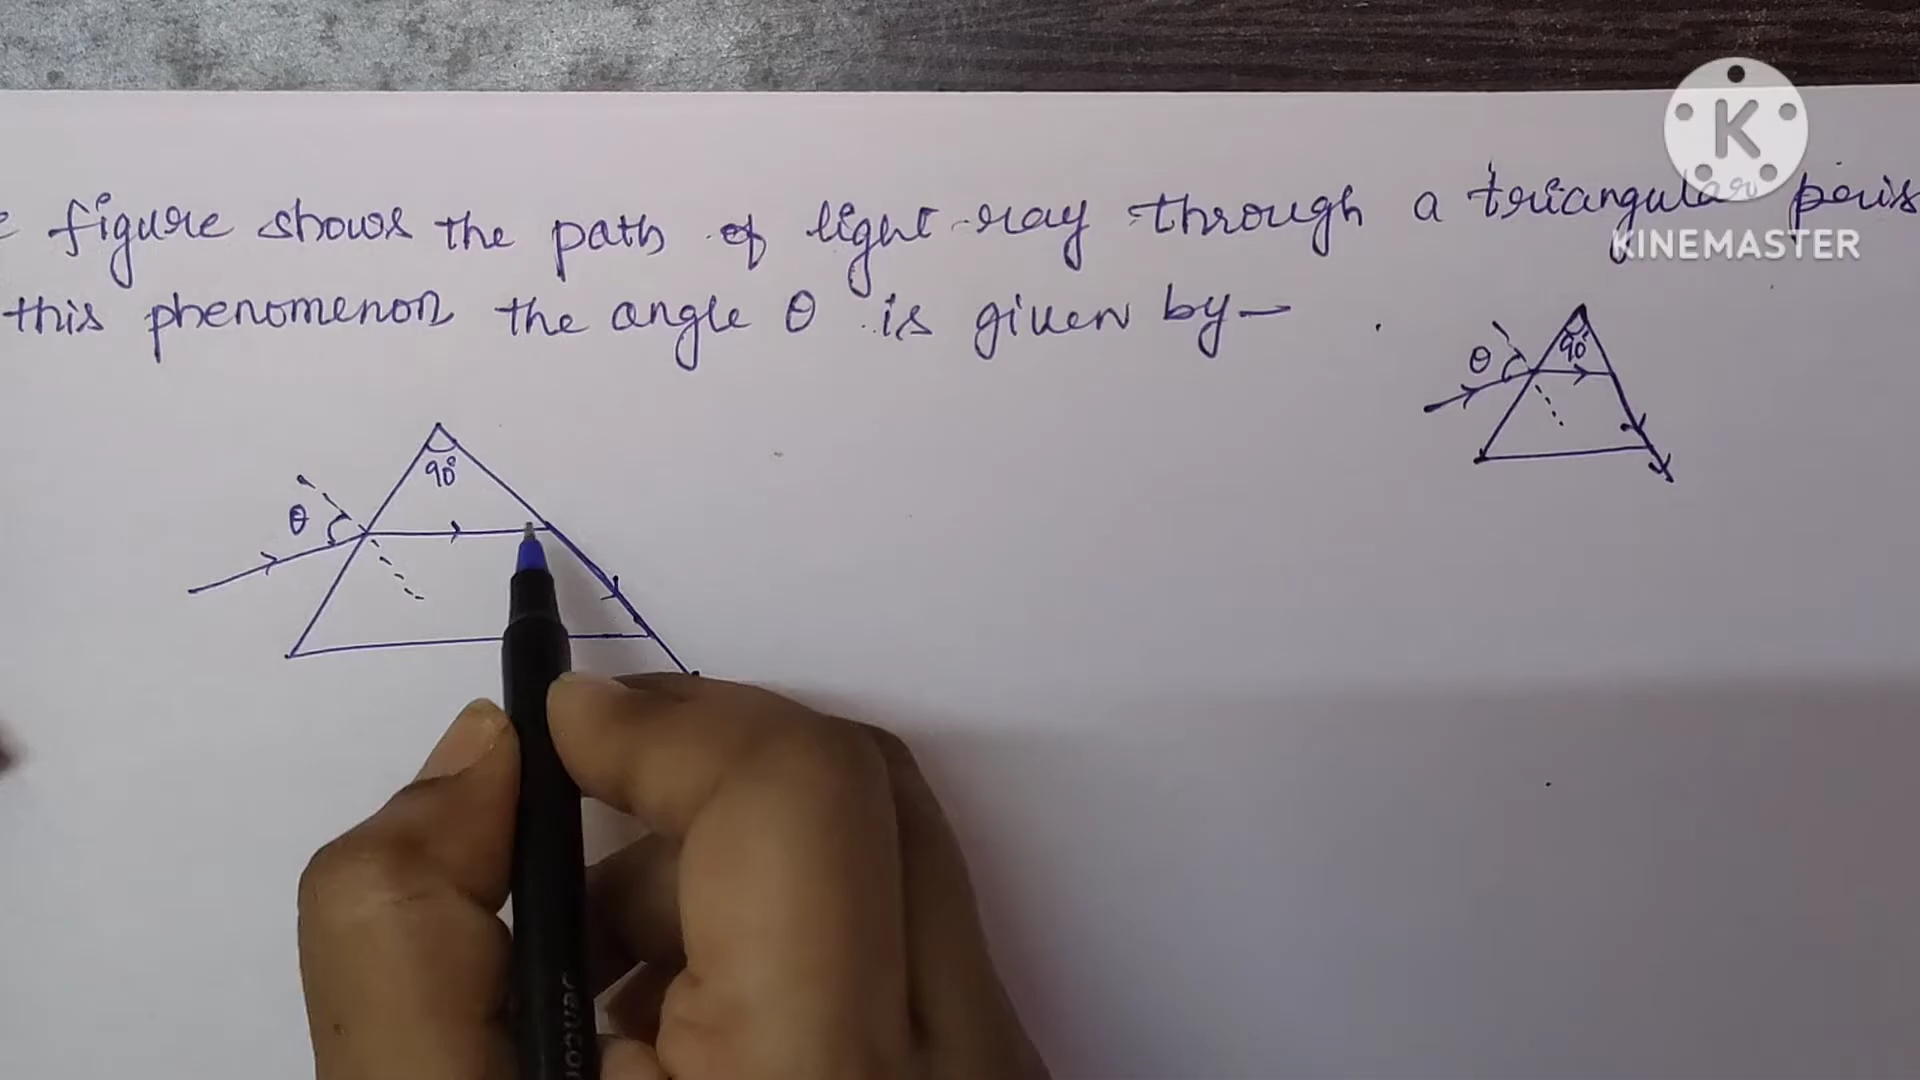 figure shows the path of light ray through a triangular peris
this phenomenon the angle θ is given by—
K
KINEMASTER
θ
90°
90°
θ